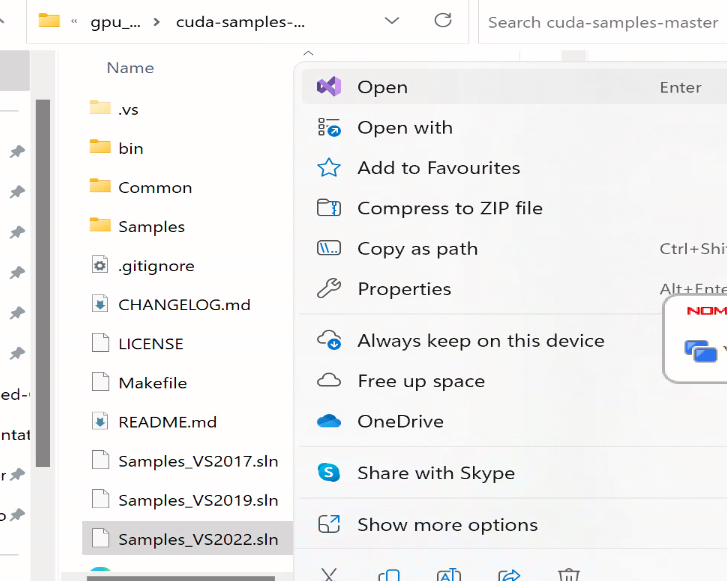 « gpu_... > cuda-samples-...
Search cuda-samples-master
Name
.vs
bin
Common
Samples
.gitignore
CHANGELOG.md
LICENSE
Makefile
README.md
Samples_VS2017.sln
Samples_VS2019.sln
Samples_VS2022.sln
Open Enter
Open with
Add to Favourites
Compress to ZIP file
Copy as path Ctrl+Shi
Properties Alt+Ente
Always keep on this device
Free up space
OneDrive
Share with Skype
Show more options
NOM
ed-
ntat
r
o